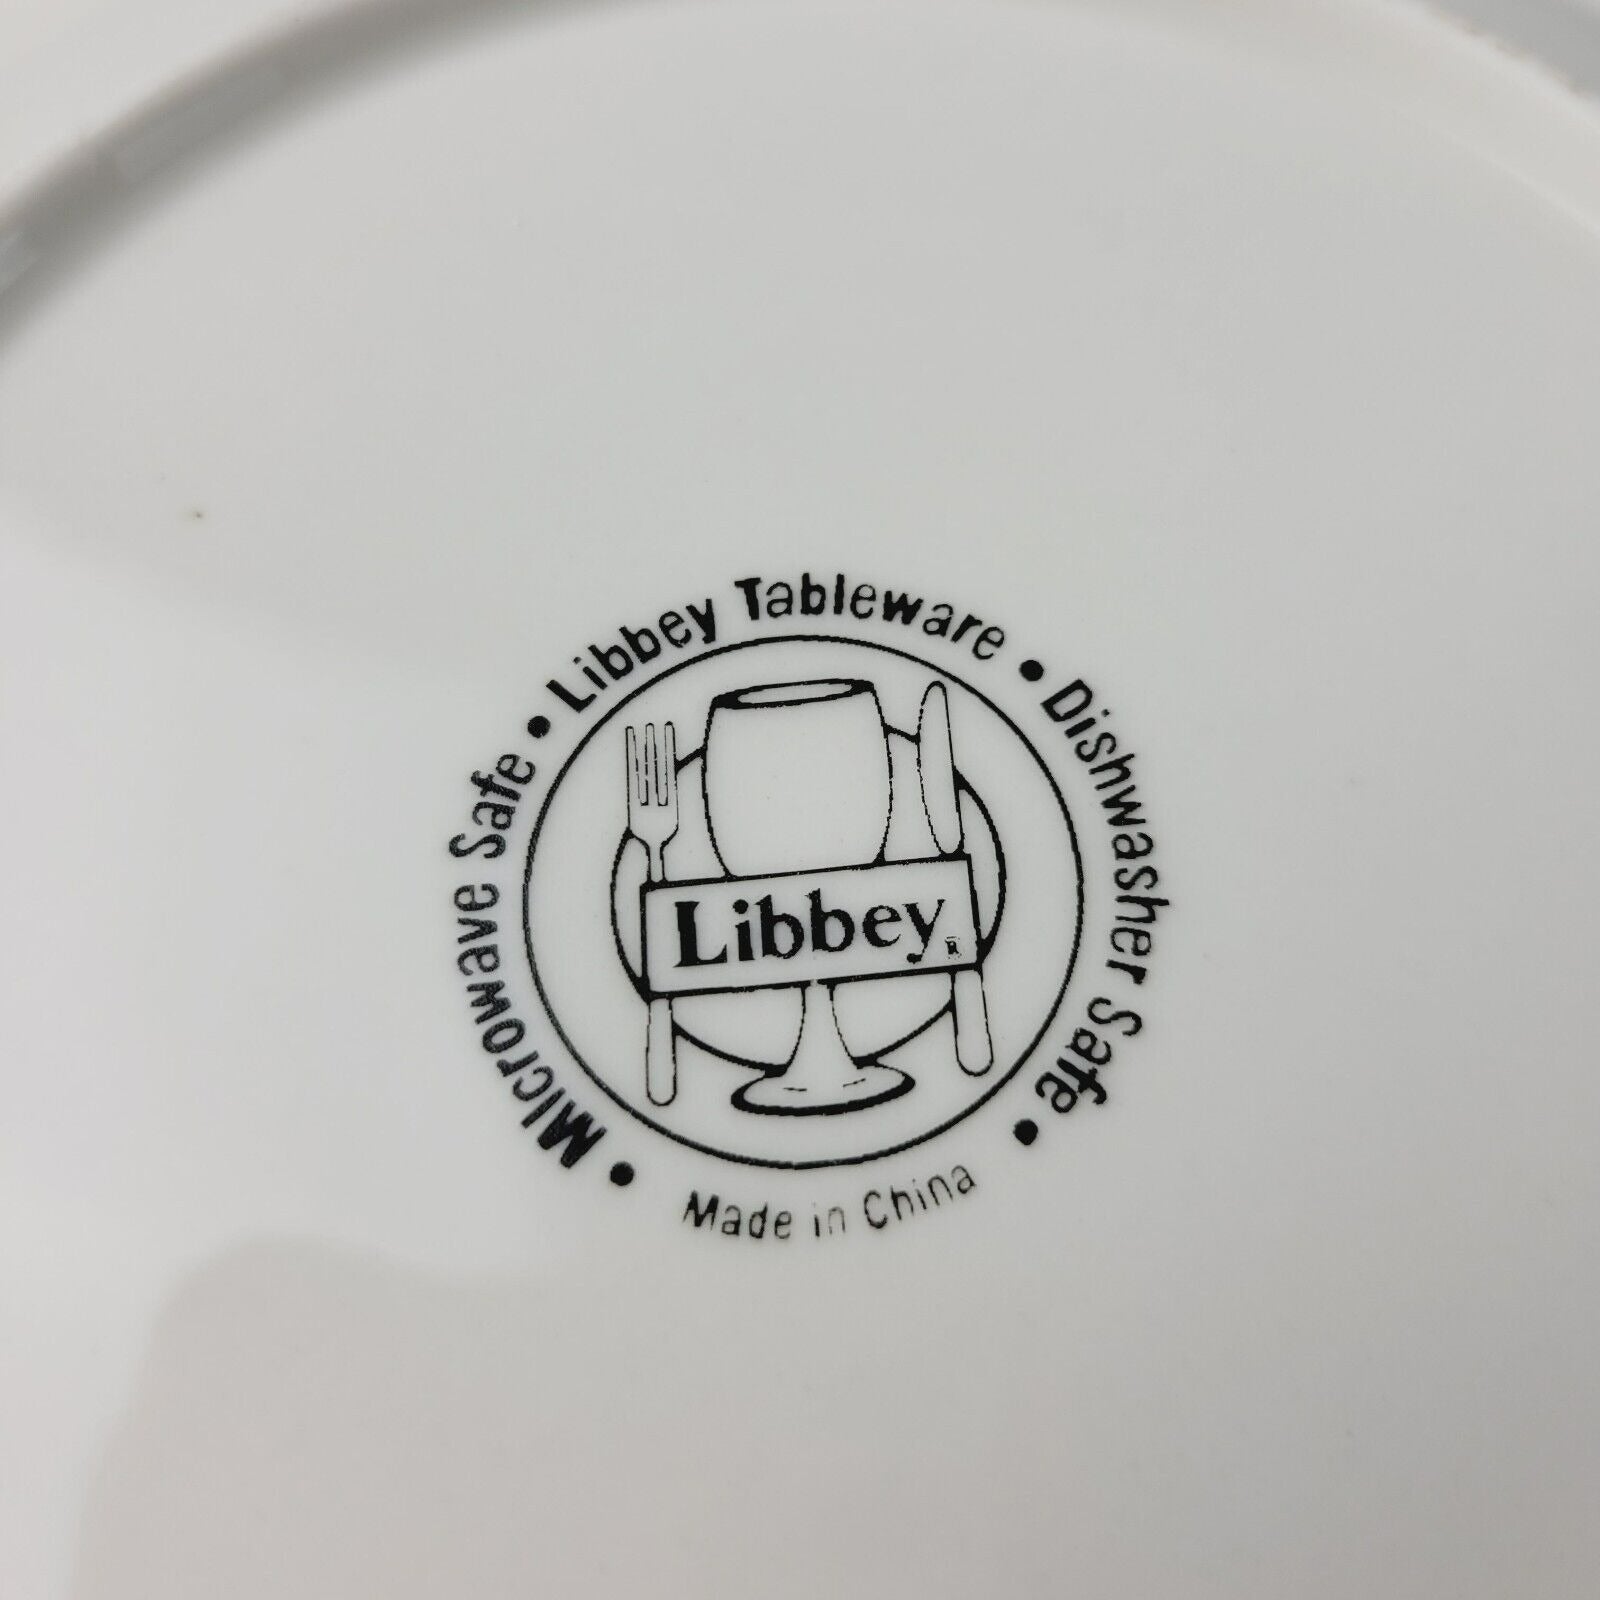 • Microwave Safe • Libbey Tableware • Dishwasher Safe •
Libbey®
Made in China